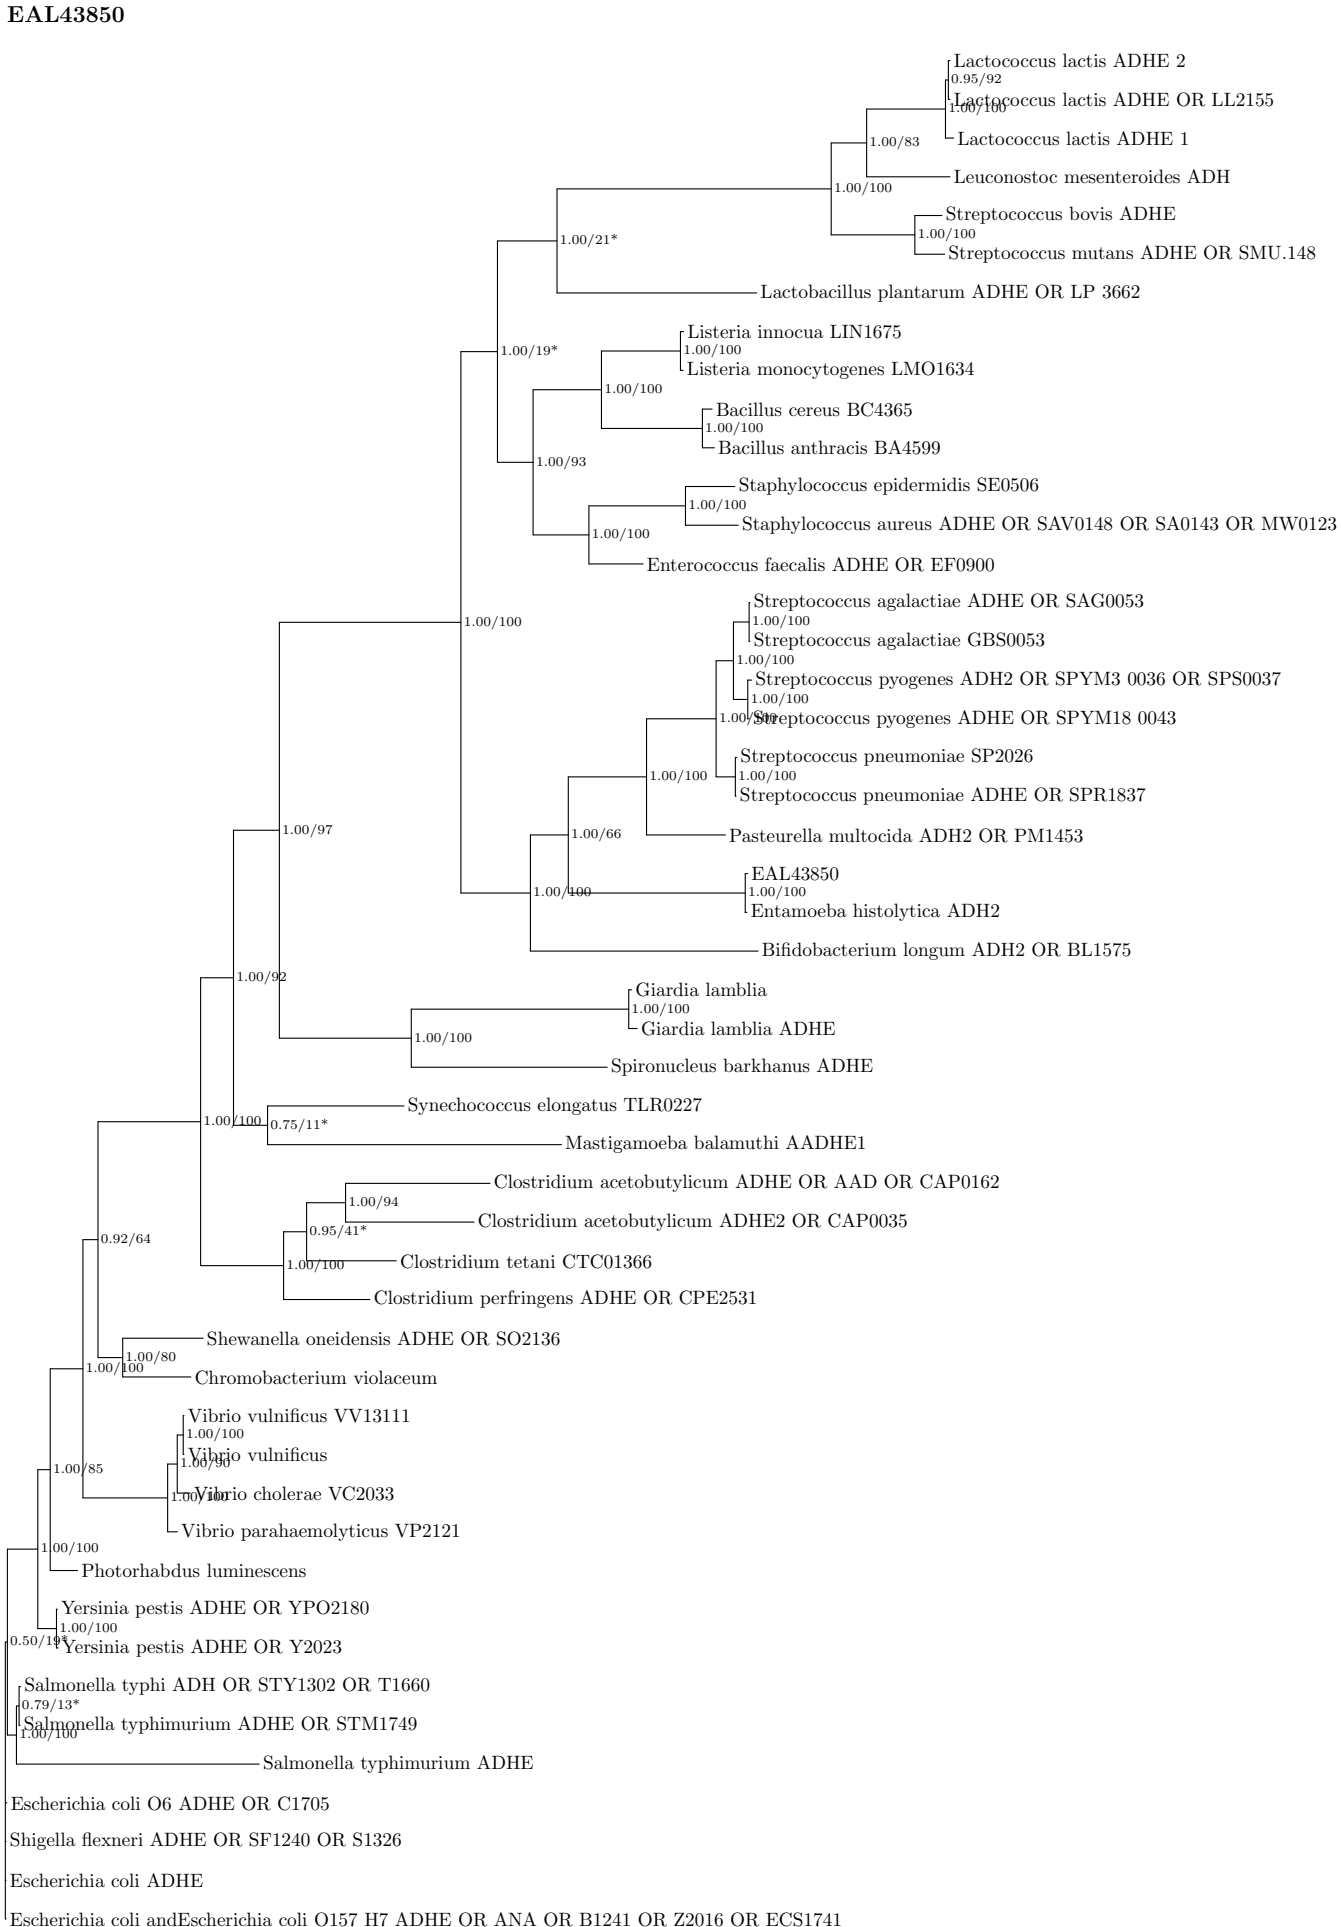 EAL43850
Lactococcus lactis ADHE 2
0.95/92
Lactococcus lactis ADHE OR LL2155
1.00/100
Lactococcus lactis ADHE 1
1.00/83
Leuconostoc mesenteroides ADH
1.00/100
Streptococcus bovis ADHE
1.00/100
1.00/21*
Streptococcus mutans ADHE OR SMU.148
Lactobacillus plantarum ADHE OR LP 3662
Listeria innocua LIN1675
1.00/19*
1.00/100
Listeria monocytogenes LMO1634
1.00/100
Bacillus cereus BC4365
1.00/100
Bacillus anthracis BA4599
1.00/93
Staphylococcus epidermidis SE0506
1.00/100
Staphylococcus aureus ADHE OR SAV0148 OR SA0143 OR MW0123
1.00/100
Enterococcus faecalis ADHE OR EF0900
Streptococcus agalactiae ADHE OR SAG0053
1.00/100
1.00/100
Streptococcus agalactiae GBS0053
1.00/100
Streptococcus pyogenes ADH2 OR SPYM3 0036 OR SPS0037
1.00/100
1.00/100
Streptococcus pyogenes ADHE OR SPYM18 0043
Streptococcus pneumoniae SP2026
1.00/100
1.00/100
Streptococcus pneumoniae ADHE OR SPR1837
1.00/97
1.00/66
Pasteurella multocida ADH2 OR PM1453
EAL43850
1.00/100
1.00/100
Entamoeba histolytica ADH2
Bifidobacterium longum ADH2 OR BL1575
1.00/92
Giardia lamblia
1.00/100
Giardia lamblia ADHE
1.00/100
Spironucleus barkhanus ADHE
Synechococcus elongatus TLR0227
1.00/100
0.75/11*
Mastigamoeba balamuthi AADHE1
Clostridium acetobutylicum ADHE OR AAD OR CAP0162
1.00/94
Clostridium acetobutylicum ADHE2 OR CAP0035
0.95/41*
0.92/64
Clostridium tetani CTC01366
1.00/100
Clostridium perfringens ADHE OR CPE2531
Shewanella oneidensis ADHE OR SO2136
1.00/80
1.00/100
Chromobacterium violaceum
Vibrio vulnificus VV13111
1.00/100
Vibrio vulnificus
1.00/90
1.00/85
Vibrio cholerae VC2033
1.00/100
Vibrio parahaemolyticus VP2121
1.00/100
Photorhabdus luminescens
Yersinia pestis ADHE OR YPO2180
1.00/100
0.50/19*
Yersinia pestis ADHE OR Y2023
Salmonella typhi ADH OR STY1302 OR T1660
0.79/13*
Salmonella typhimurium ADHE OR STM1749
1.00/100
Salmonella typhimurium ADHE
Escherichia coli O6 ADHE OR C1705
Shigella flexneri ADHE OR SF1240 OR S1326
Escherichia coli ADHE
Escherichia coli andEscherichia coli O157 H7 ADHE OR ANA OR B1241 OR Z2016 OR ECS1741